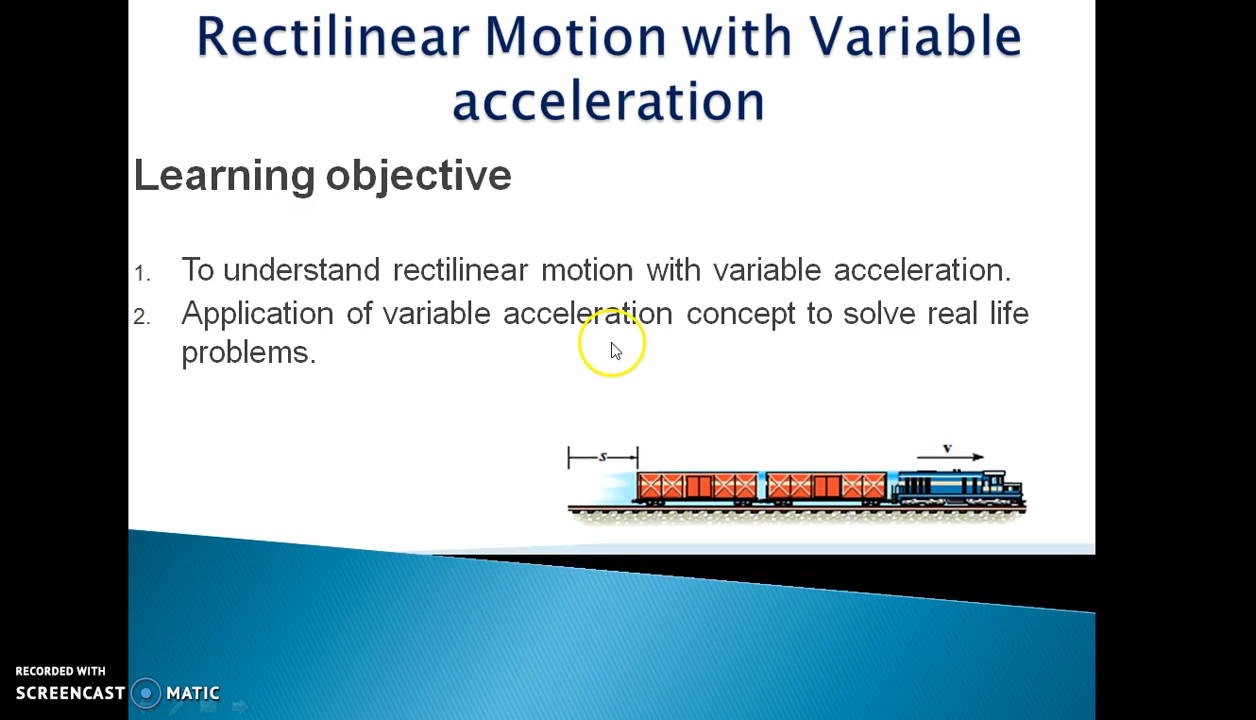 Rectilinear Motion with Variable
acceleration
Learning objective
1. To understand rectilinear motion with variable acceleration.
2. Application of variable acceleration concept to solve real life
problems.
s
v
RECORDED WITH
SCREENCAST MATIC